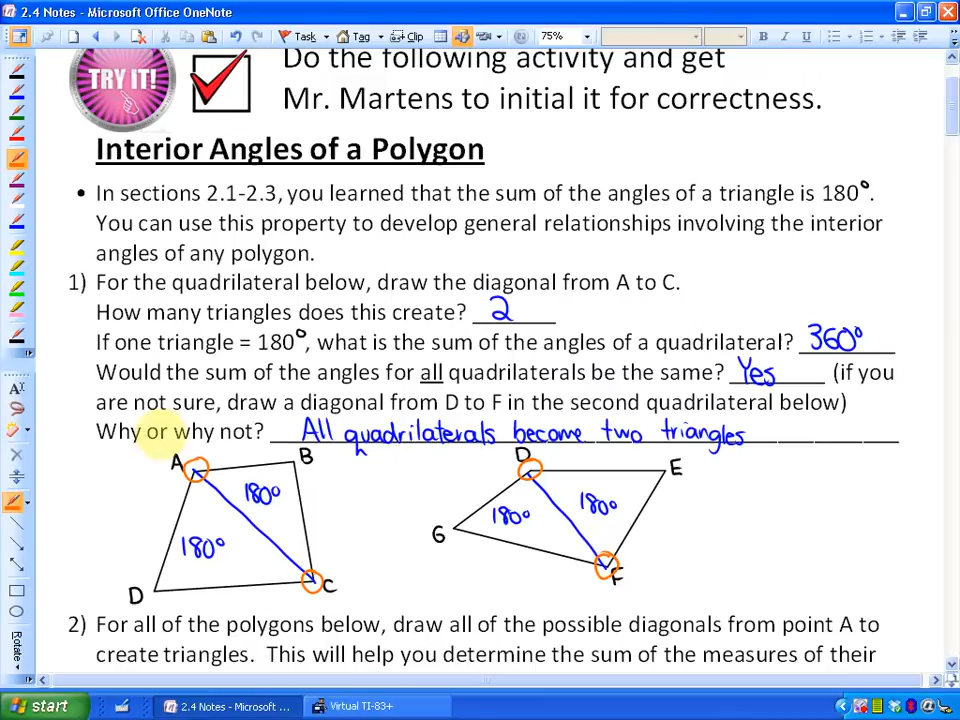 2.4 Notes - Microsoft Office OneNote
Task Tag Clip 75% B I U
TRY IT!
Do the following activity and get
Mr. Martens to initial it for correctness.
Interior Angles of a Polygon
• In sections 2.1-2.3, you learned that the sum of the angles of a triangle is 180°.
You can use this property to develop general relationships involving the interior
angles of any polygon.
1) For the quadrilateral below, draw the diagonal from A to C.
How many triangles does this create? 2
If one triangle = 180°, what is the sum of the angles of a quadrilateral? 360°
Would the sum of the angles for all quadrilaterals be the same? Yes (if you
are not sure, draw a diagonal from D to F in the second quadrilateral below)
Why or why not? All quadrilaterals become two triangles
A B D E
180° 180° 180° 180°
G
D C F
2) For all of the polygons below, draw all of the possible diagonals from point A to
create triangles. This will help you determine the sum of the measures of their
Rotate
start 2.4 Notes - Microsoft ... Virtual TI-83+